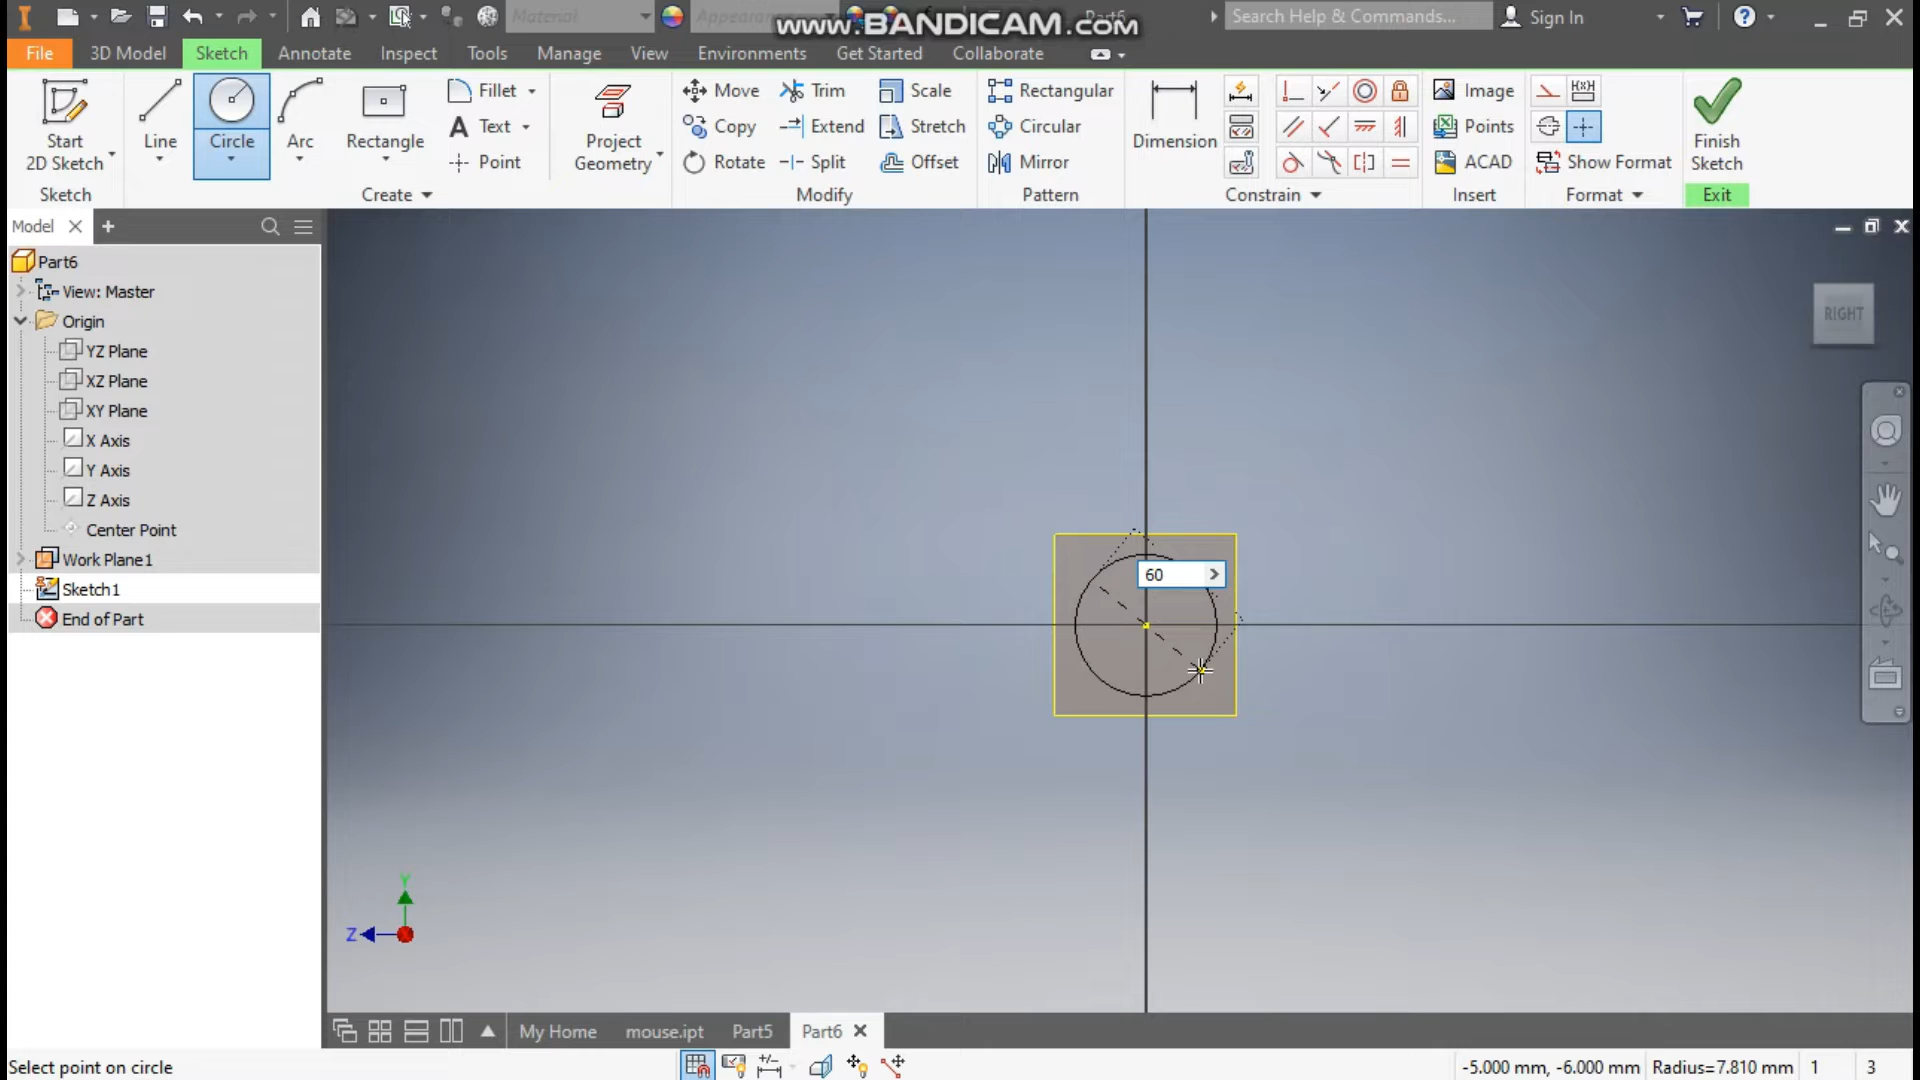 Material
Appearance
www.BANDICAM.com
Part6
Search Help & Commands...
Sign In
File
3D Model
Sketch
Annotate
Inspect
Tools
Manage
View
Environments
Get Started
Collaborate
Start
2D Sketch
Line
Circle
Arc
Rectangle
Fillet
Text
Point
Project
Geometry
Move
Copy
Rotate
Trim
Extend
Split
Scale
Stretch
Offset
Rectangular
Circular
Mirror
Dimension
Image
Points
ACAD
Show Format
Finish
Sketch
Sketch
Create
Modify
Pattern
Constrain
Insert
Format
Exit
Model
Part6
View: Master
Origin
YZ Plane
XZ Plane
XY Plane
X Axis
Y Axis
Z Axis
Center Point
Work Plane1
Sketch1
End of Part
RIGHT
60
Y
Z
My Home
mouse.ipt
Part5
Part6
Select point on circle
-5.000 mm, -6.000 mm
Radius=7.810 mm
1
3